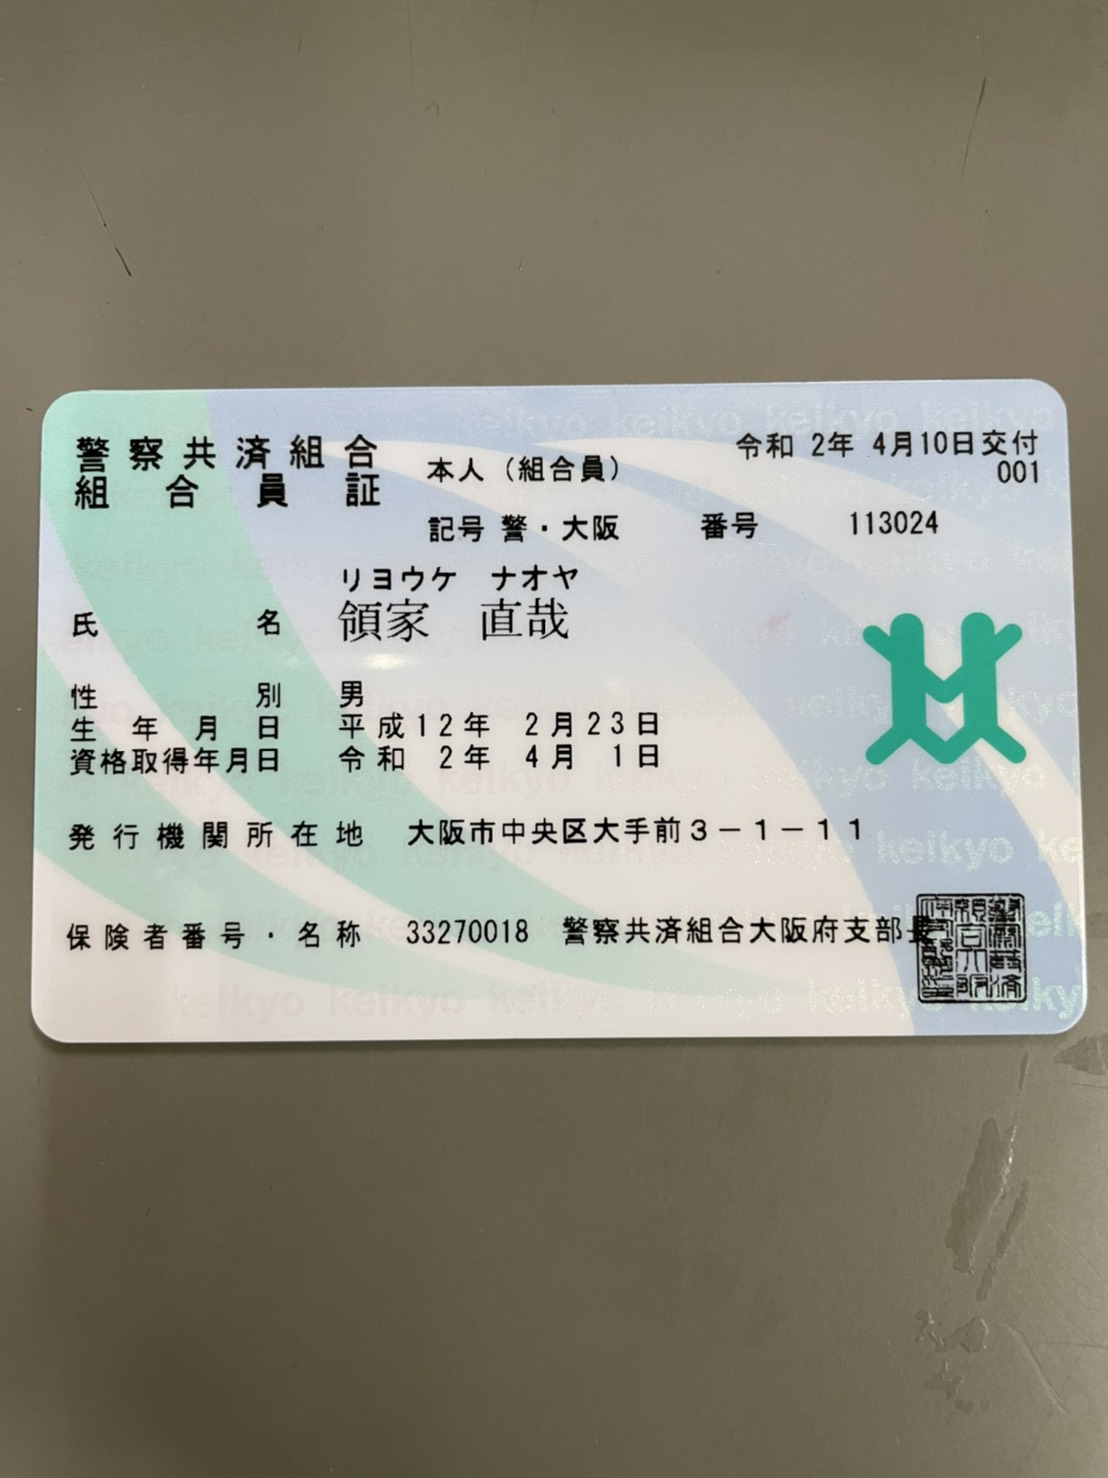 警察共済組合
組合員証
本人（組合員）
令和 2年 4月10日交付
001
記号 警・大阪 番号 113024
リヨウケ ナオヤ
氏名 領家 直哉
性別 男
生年月日 平成12年 2月23日
資格取得年月日 令和 2年 4月 1日
発行機関所在地 大阪市中央区大手前3－1－11
保険者番号・名称 33270018 警察共済組合大阪府支部長